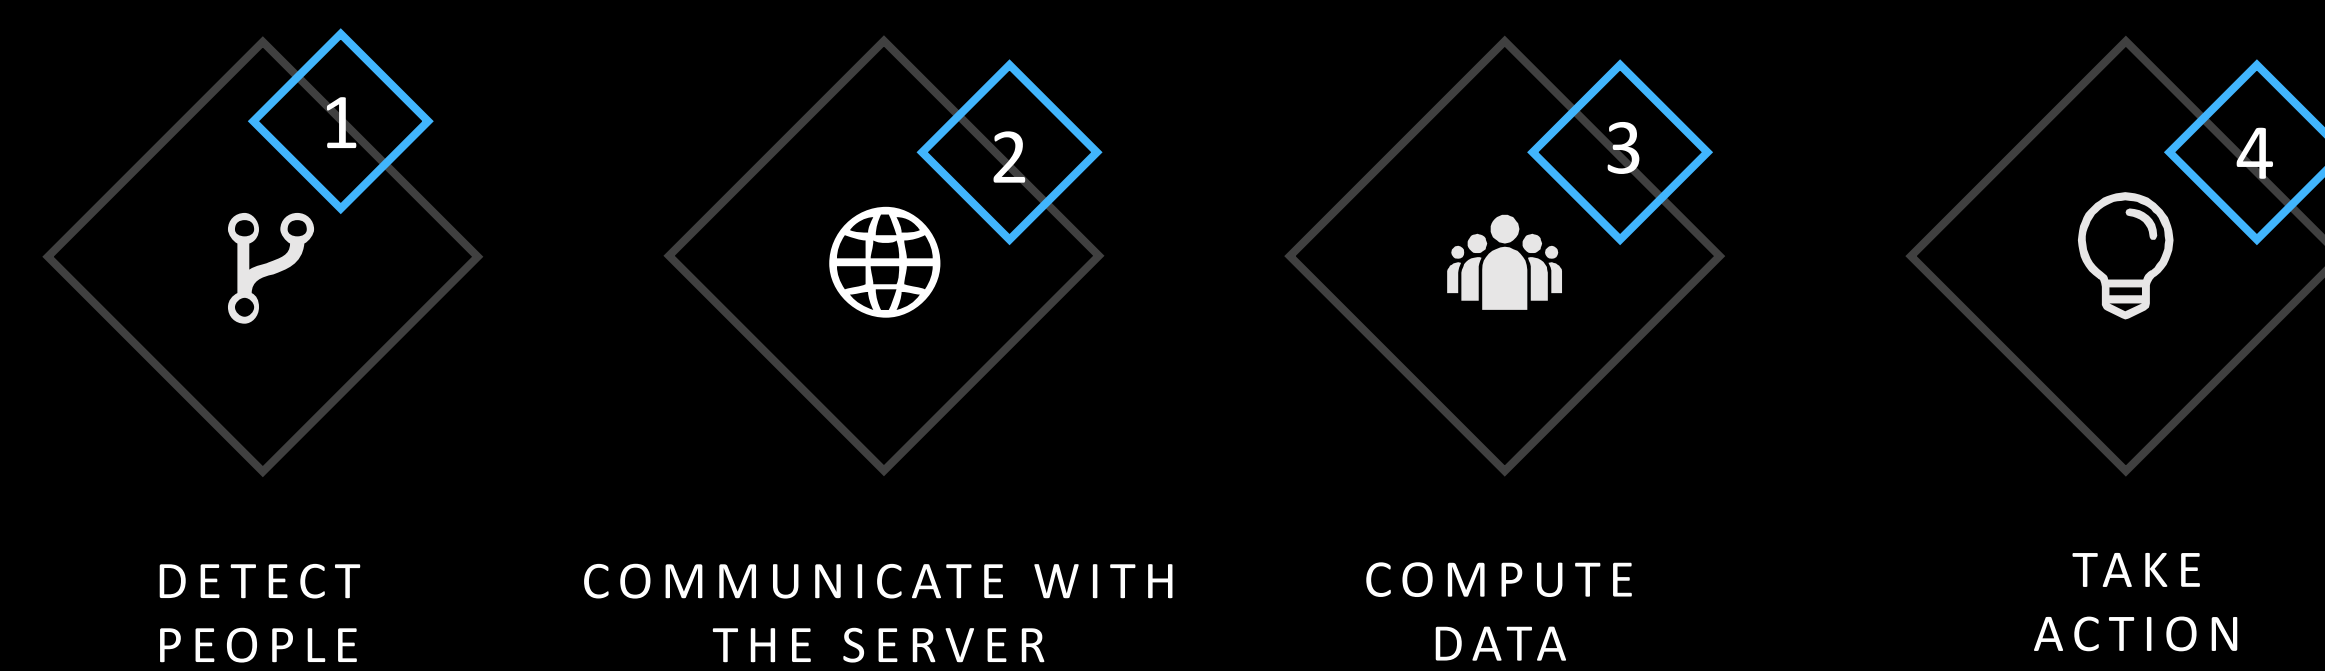 1
2
3
4
DETECT
PEOPLE
COMMUNICATE WITH
THE SERVER
COMPUTE
DATA
TAKE
ACTION